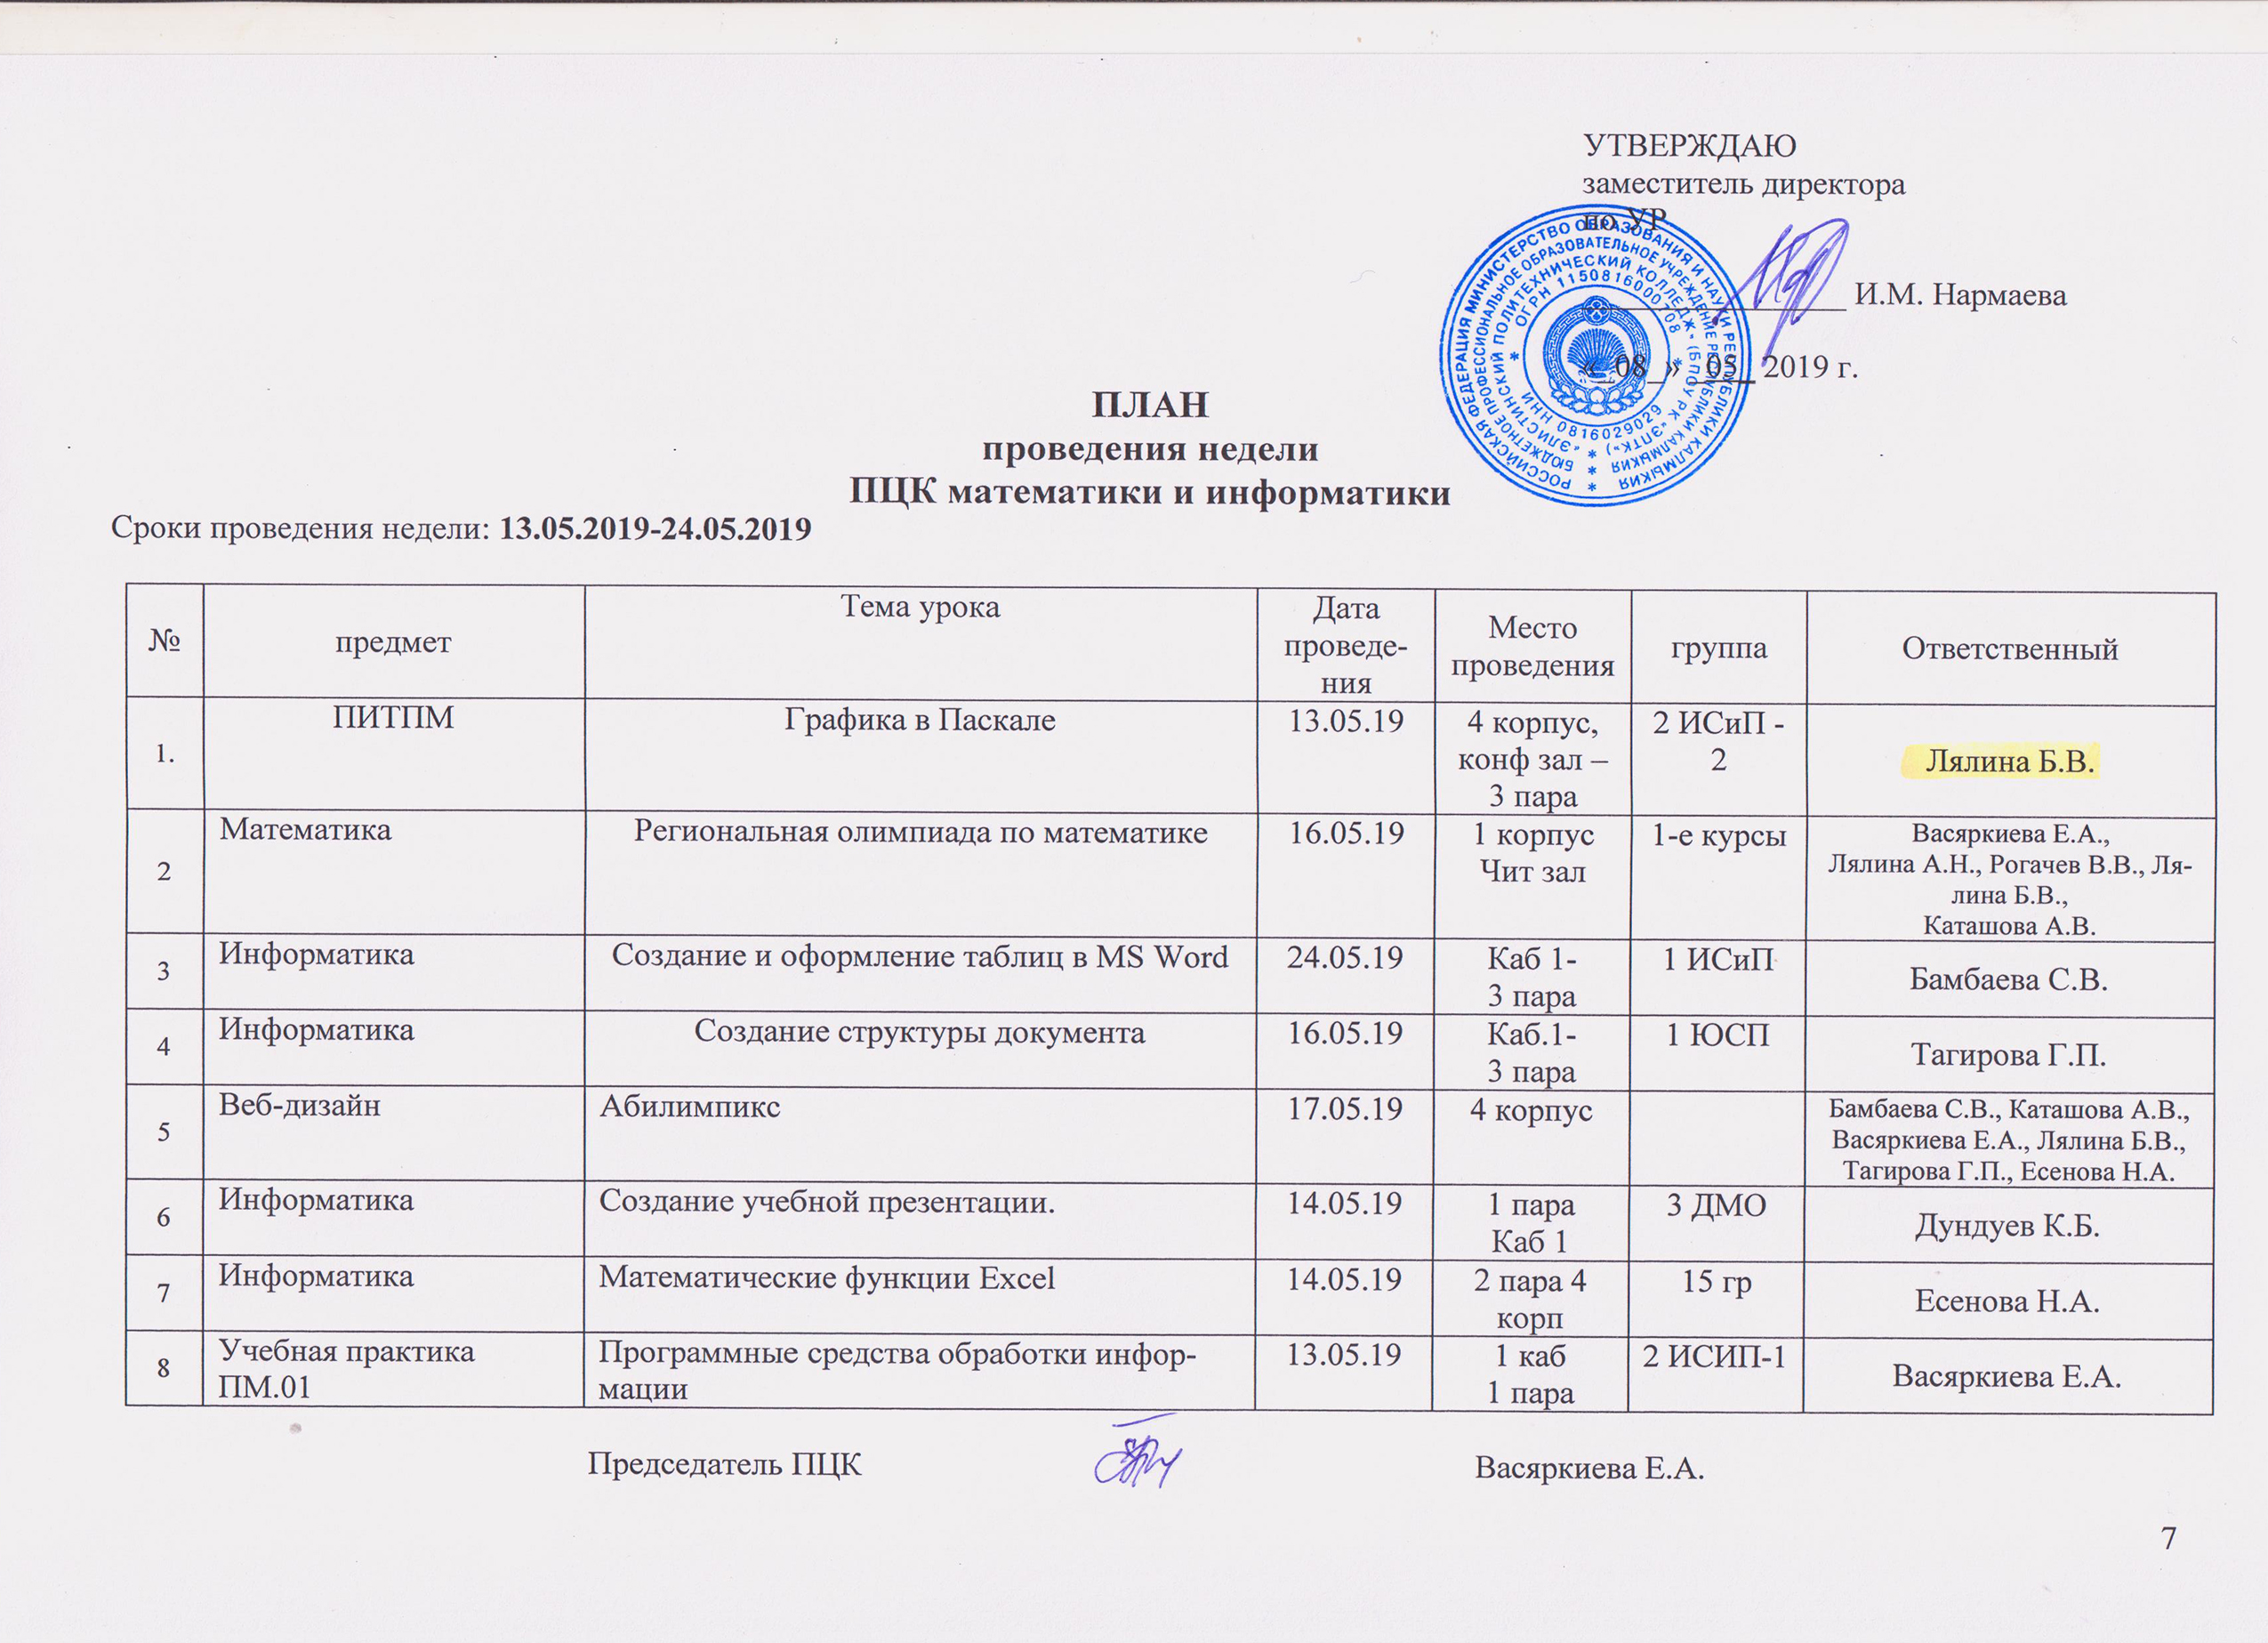 УТВЕРЖДАЮ
заместитель директора
по УР
И.М. Нармаева
«_08_» _05__ 2019 г.
РОССИЙСКАЯ ФЕДЕРАЦИЯ МИНИСТЕРСТВО ОБРАЗОВАНИЯ И НАУКИ РЕСПУБЛИКИ КАЛМЫКИЯ *
БЮДЖЕТНОЕ ПРОФЕССИОНАЛЬНОЕ ОБРАЗОВАТЕЛЬНОЕ УЧРЕЖДЕНИЕ РЕСПУБЛИКИ КАЛМЫКИЯ *
"ЭЛИСТИНСКИЙ ПОЛИТЕХНИЧЕСКИЙ КОЛЛЕДЖ" (БПОУ РК «ЭПТК») *
* ОГРН 1150816000708 *
ИНН 0816029029
ПЛАН
проведения недели
ПЦК математики и информатики
Сроки проведения недели: 13.05.2019-24.05.2019
№
предмет
Тема урока
Дата
проведе-
ния
Место
проведения
группа
Ответственный
1.
ПИТПМ
Графика в Паскале
13.05.19
4 корпус,
конф зал –
3 пара
2 ИСиП -
2
Лялина Б.В.
2
Математика
Региональная олимпиада по математике
16.05.19
1 корпус
Чит зал
1-е курсы
Васяркиева Е.А.,
Лялина А.Н., Рогачев В.В., Ля-
лина Б.В.,
Каташова А.В.
3
Информатика
Создание и оформление таблиц в MS Word
24.05.19
Каб 1-
3 пара
1 ИСиП
Бамбаева С.В.
4
Информатика
Создание структуры документа
16.05.19
Каб.1-
3 пара
1 ЮСП
Тагирова Г.П.
5
Веб-дизайн
Абилимпикс
17.05.19
4 корпус
Бамбаева С.В., Каташова А.В.,
Васяркиева Е.А., Лялина Б.В.,
Тагирова Г.П., Есенова Н.А.
6
Информатика
Создание учебной презентации.
14.05.19
1 пара
Каб 1
3 ДМО
Дундуев К.Б.
7
Информатика
Математические функции Excel
14.05.19
2 пара 4
корп
15 гр
Есенова Н.А.
8
Учебная практика
ПМ.01
Программные средства обработки инфор-
мации
13.05.19
1 каб
1 пара
2 ИСИП-1
Васяркиева Е.А.
Председатель ПЦК
Васяркиева Е.А.
7